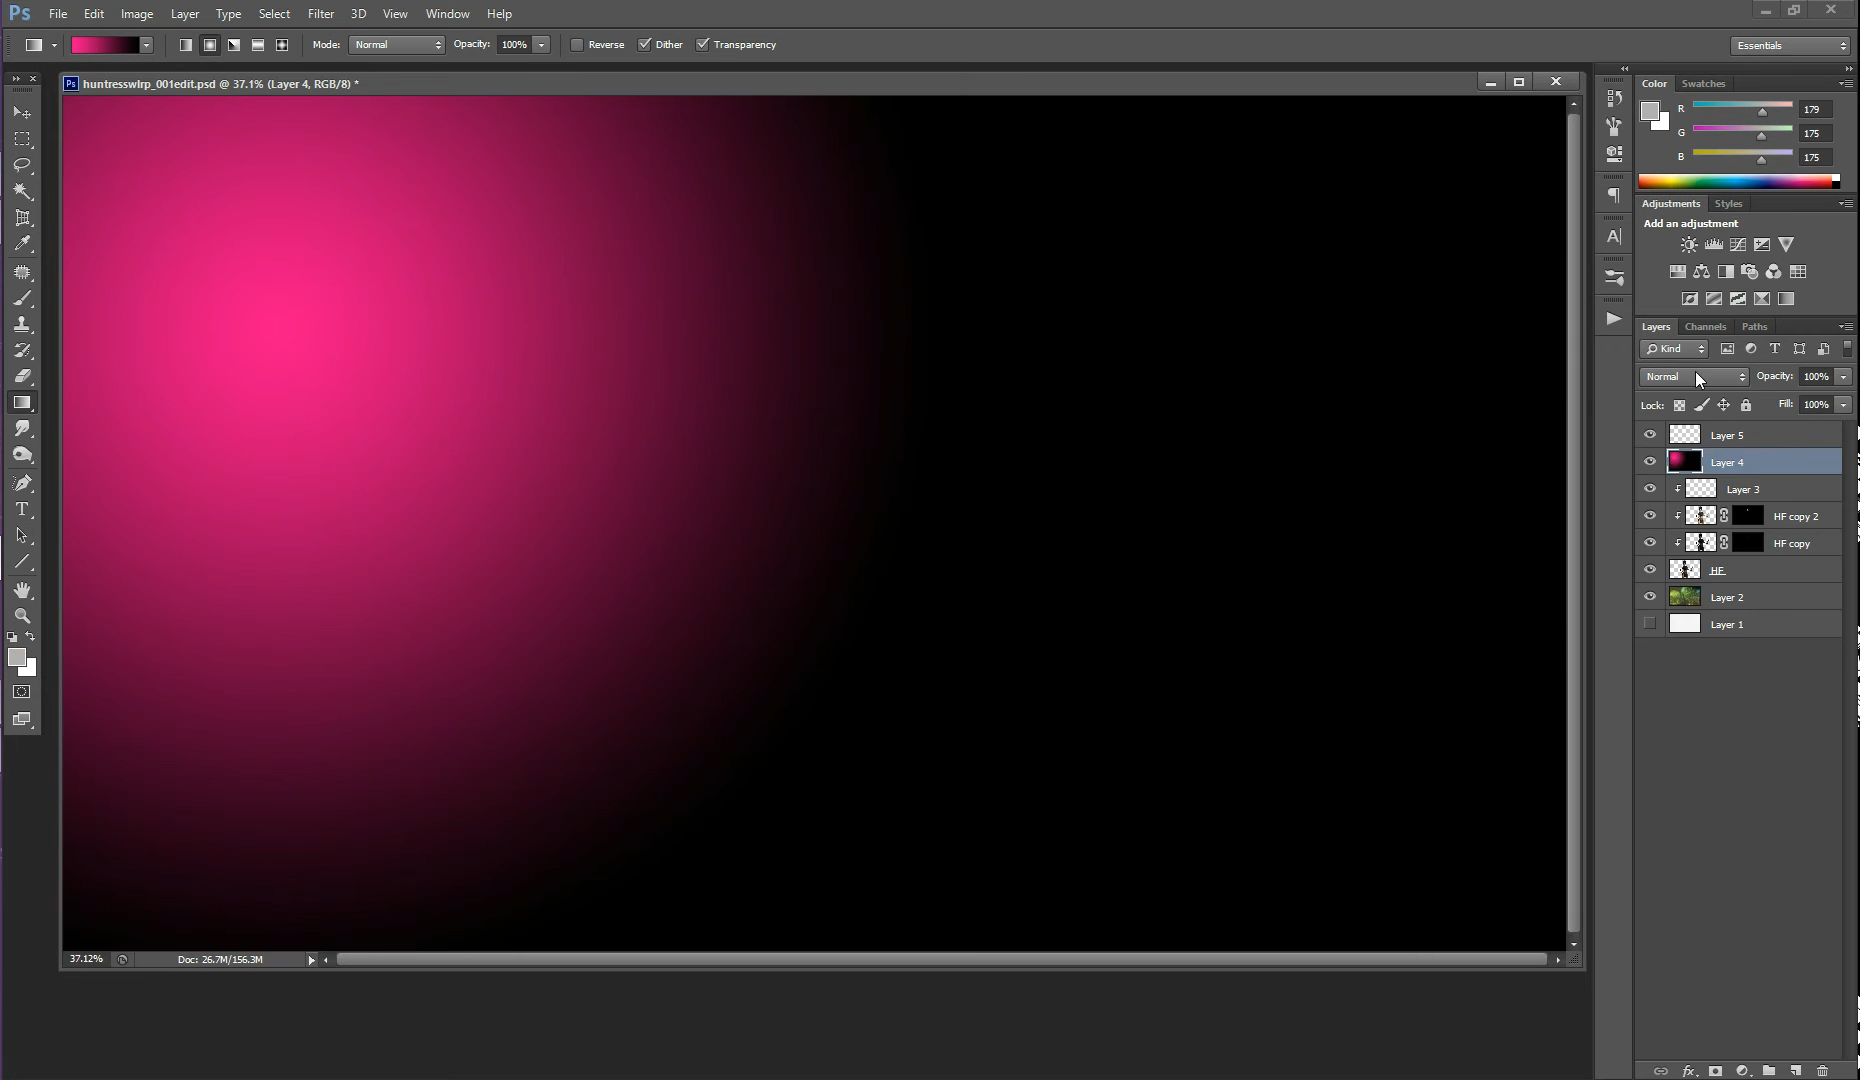 Ps File Edit Image Layer Type Select Filter 3D View Window Help
Mode: Normal Opacity: 100% Reverse Dither Transparency Essentials
Ps huntresswlrp_001edit.psd @ 37.1% (Layer 4, RGB/8) *
Color Swatches
R 179
G 175
B 175
Adjustments Styles
Add an adjustment
Layers Channels Paths
Kind
Normal Opacity: 100%
Lock: Fill: 100%
Layer 5
Layer 4
Layer 3
HF copy 2
HF copy
HF
Layer 2
Layer 1
37.12% Doc: 26.7M/156.3M
fx